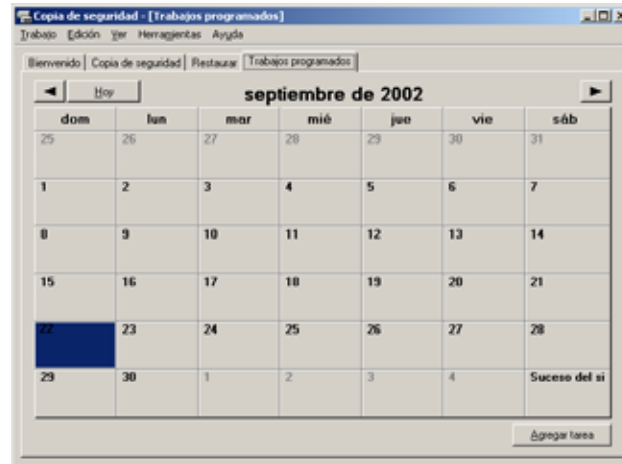 Copia de seguridad - [Trabajos programados]
Trabajo Edición Ver Herramientas Ayuda
Bienvenido Copia de seguridad Restaurar Trabajos programados
Hoy septiembre de 2002
dom lun mar mié jue vie sáb
25 26 27 28 29 30 31
1 2 3 4 5 6 7
8 9 10 11 12 13 14
15 16 17 18 19 20 21
22 23 24 25 26 27 28
29 30 1 2 3 4 Suceso del si
Agregar tarea